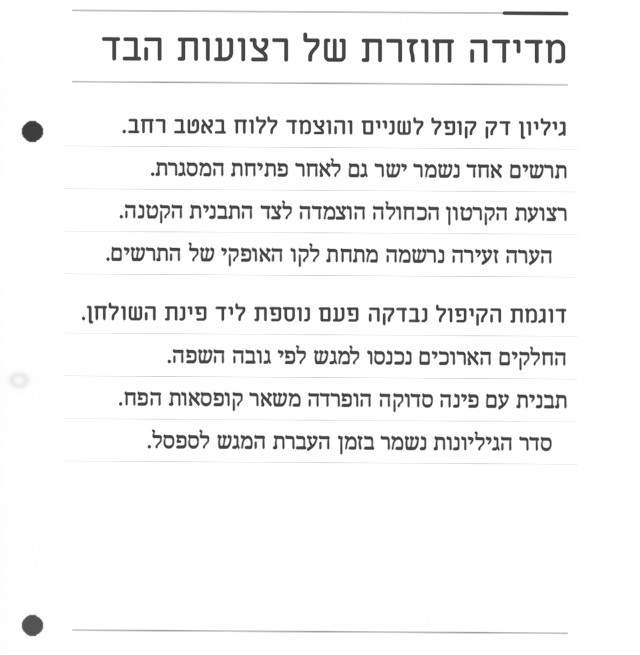 מדידה חוזרת של רצועות הבד
גיליון דק קופל לשניים והוצמד ללוח באטב רחב.
תרשים אחד נשמר ישר גם לאחר פתיחת המסגרת.
רצועת הקרטון הכחולה הוצמדה לצד התבנית הקטנה.
הערה זעירה נרשמה מתחת לקו האופקי של התרשים.
דוגמת הקיפול נבדקה פעם נוספת ליד פינת השולחן.
החלקים הארוכים נכנסו למגש לפי גובה השפה.
תבנית עם פינה סדוקה הופרדה משאר קופסאות הפח.
סדר הגיליונות נשמר בזמן העברת המגש לספסל.